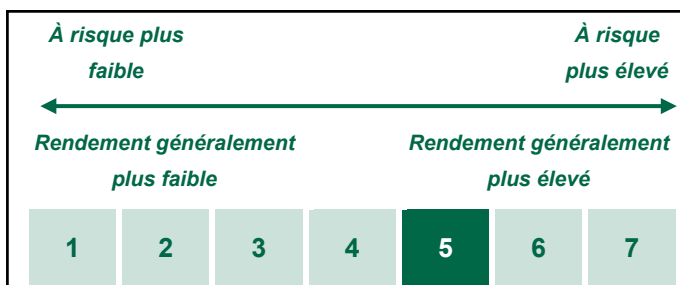 À risque plus
faible
À risque
plus élevé
Rendement généralement
plus faible
Rendement généralement
plus élevé
1 2 3 4 5 6 7